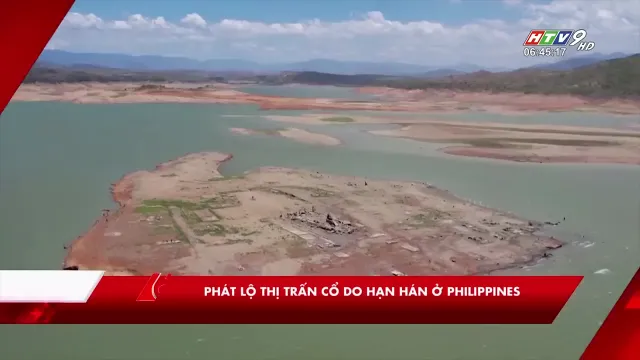 HTV9 HD
06:45:17
PHÁT LỘ THỊ TRẤN CỔ DO HẠN HÁN Ở PHILIPPINES